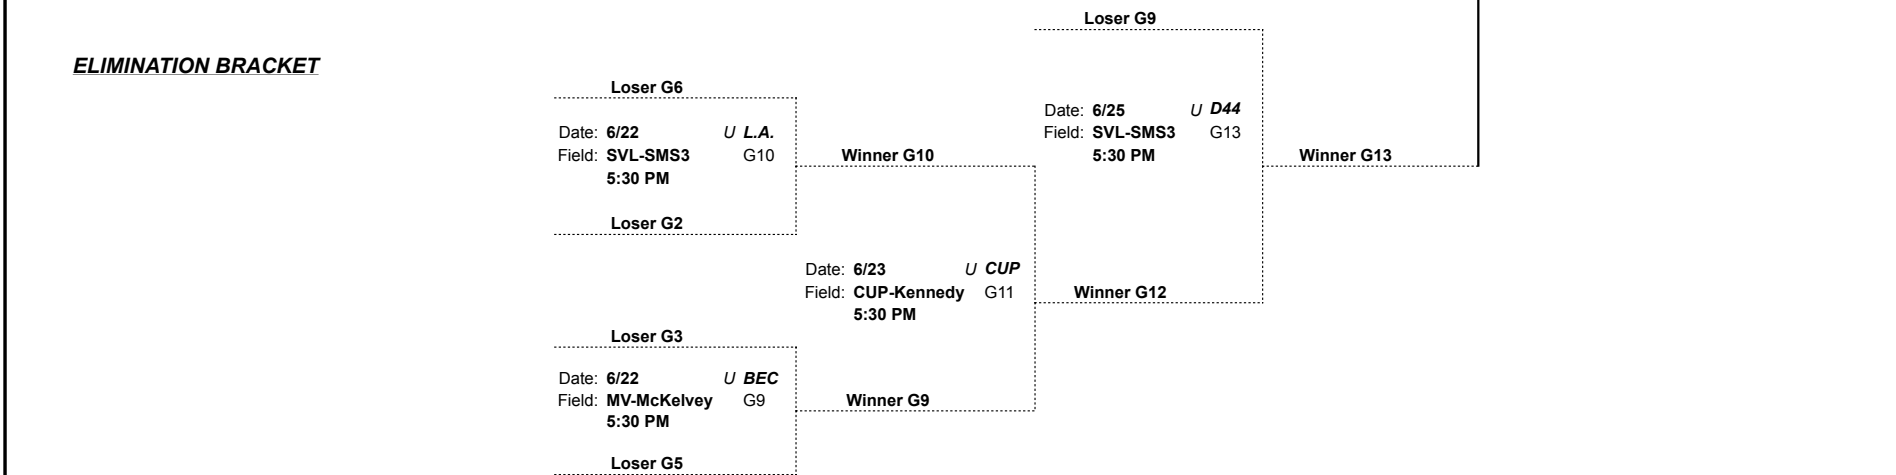 Loser G9
ELIMINATION BRACKET
Loser G6
Date: 6/25 U D44
Field: SVL-SMS3 G13
5:30 PM
Date: 6/22 U L.A.
Field: SVL-SMS3 G10
5:30 PM
Winner G10
Winner G13
Loser G2
Date: 6/23 U CUP
Field: CUP-Kennedy G11
5:30 PM
Winner G12
Loser G3
Date: 6/22 U BEC
Field: MV-McKelvey G9
5:30 PM
Winner G9
Loser G5